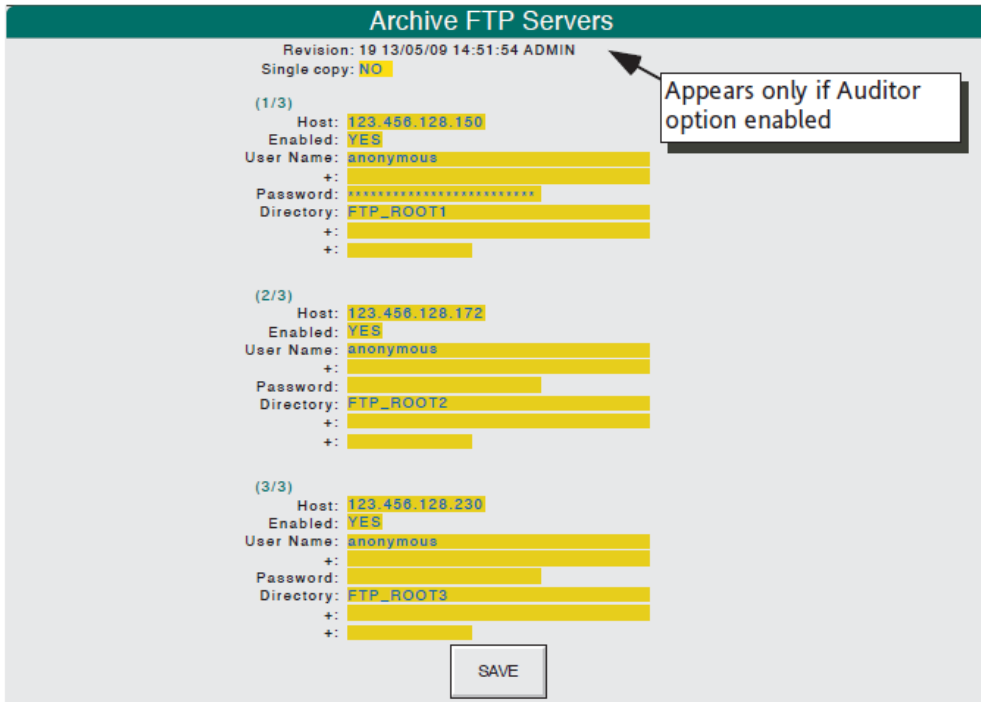 Archive FTP Servers
Revision: 19 13/05/09 14:51:54 ADMIN
Single copy: NO
Appears only if Auditor
option enabled
(1/3)
Host: 123.456.128.150
Enabled: YES
User Name: anonymous
+:
Password: *************************
Directory: FTP_ROOT1
+:
+:
(2/3)
Host: 123.456.128.172
Enabled: YES
User Name: anonymous
+:
Password:
Directory: FTP_ROOT2
+:
+:
(3/3)
Host: 123.456.128.230
Enabled: YES
User Name: anonymous
+:
Password:
Directory: FTP_ROOT3
+:
+:
SAVE